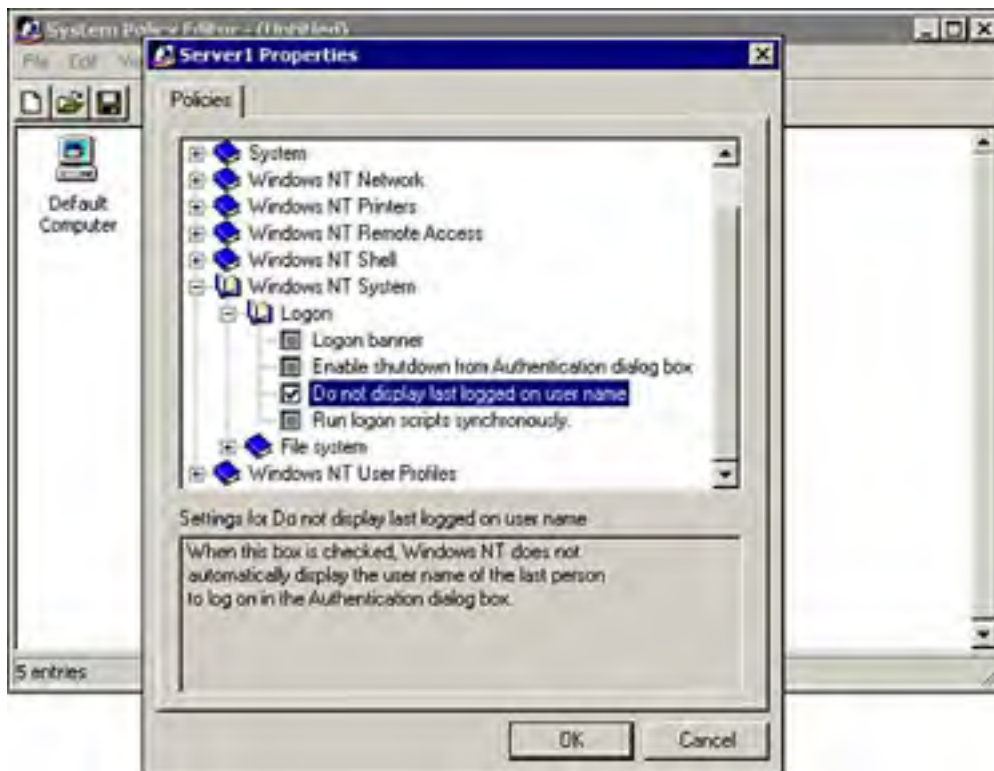 System Policy Editor - (Untitled)
File Edit
Server1 Properties
Policies
Default
Computer
System
Windows NT Network
Windows NT Printers
Windows NT Remote Access
Windows NT Shell
Windows NT System
Logon
Logon banner
Enable shutdown from Authentication dialog box
Do not display last logged on user name
Run logon scripts synchronously.
File system
Windows NT User Profiles
Settings for Do not display last logged on user name
When this box is checked, Windows NT does not
automatically display the user name of the last person
to log on in the Authentication dialog box.
5 entries
OK
Cancel